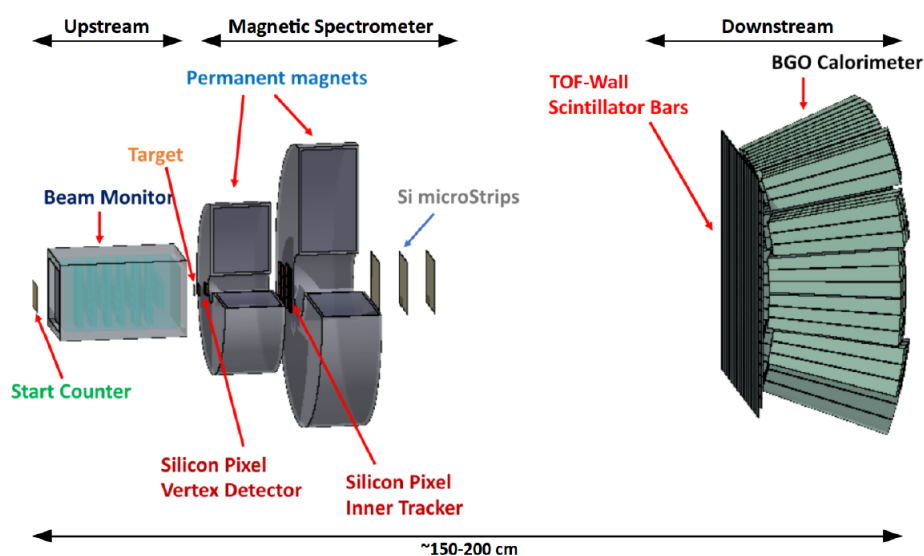 Upstream
Magnetic Spectrometer
Downstream
BGO Calorimeter
Permanent magnets
TOF-Wall
Scintillator Bars
Target
Beam Monitor
Si microStrips
Start Counter
Silicon Pixel
Vertex Detector
Silicon Pixel
Inner Tracker
~150-200 cm